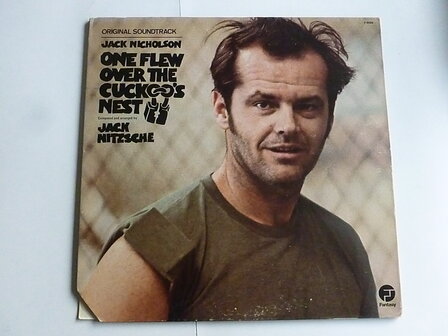 ORIGINAL SOUNDTRACK
JACK NICHOLSON
ONE FLEW
OVER THE
CUCKOO'S
NEST
Composed and arranged by
JACK
NITZSCHE
Fantasy